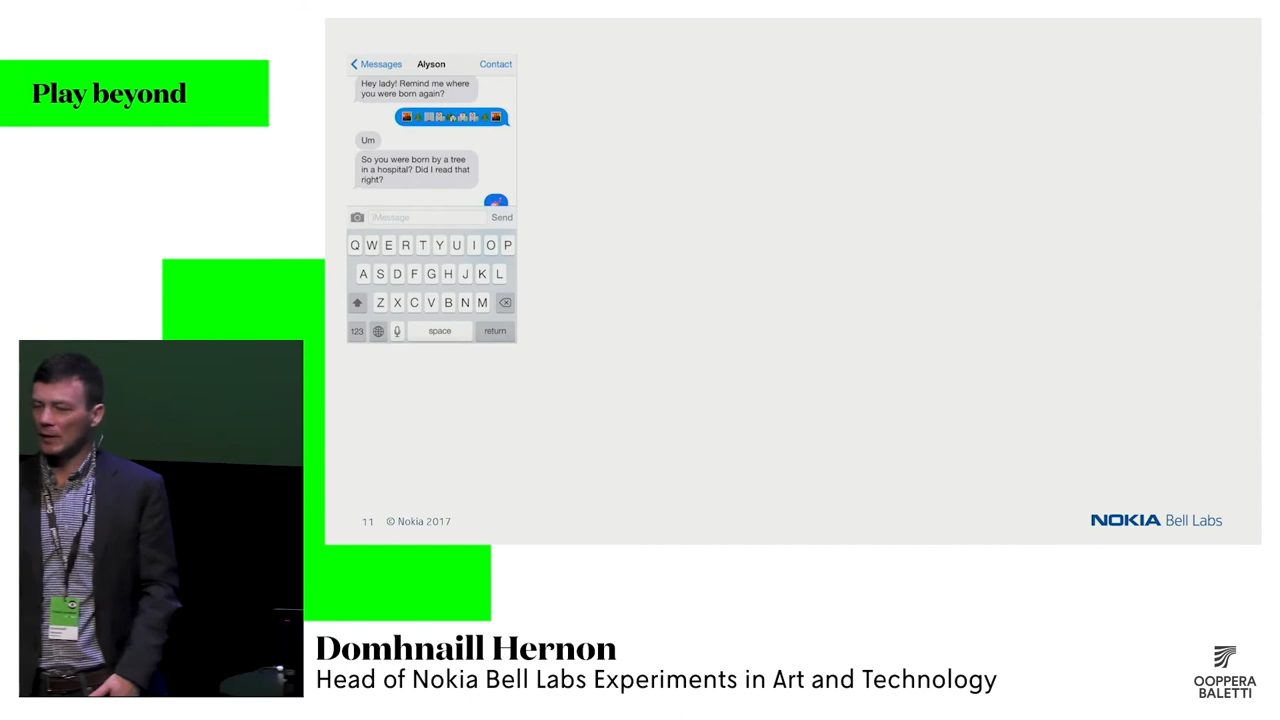 Play beyond
Messages Alyson Contact
Hey lady! Remind me where
you were born again?
Um
So you were born by a tree
in a hospital? Did I read that
right?
iMessage Send
Q W E R T Y U I O P
A S D F G H J K L
Z X C V B N M
123 space return
11 © Nokia 2017
NOKIA Bell Labs
Domhnaill Hernon
Head of Nokia Bell Labs Experiments in Art and Technology
OOPPERA
BALETTI